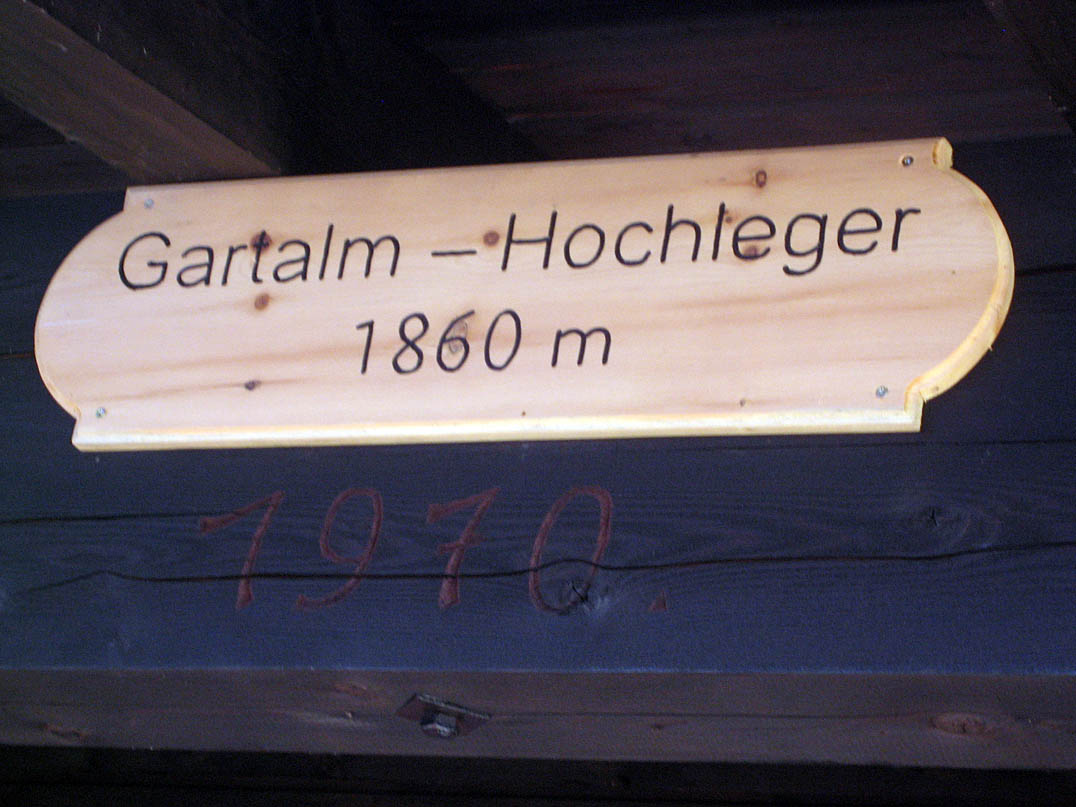 Gartalm – Hochleger
1860 m
1970.